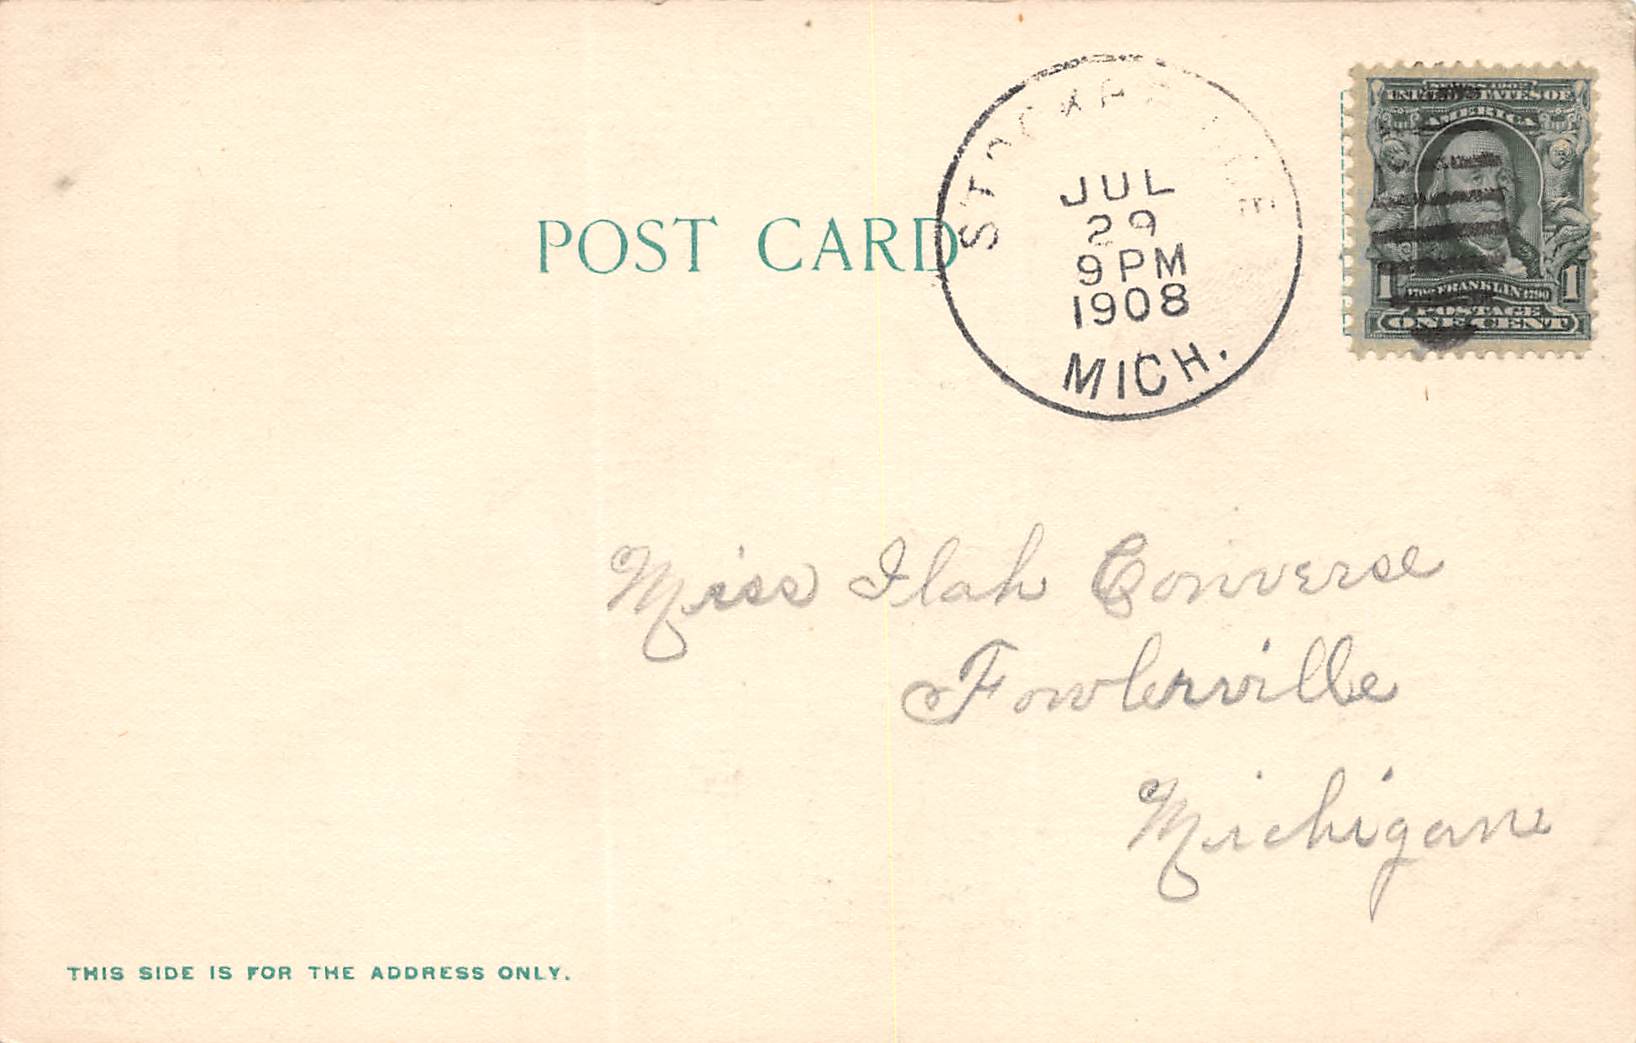 POST CARD
JUL
29
9 PM
1908
MICH.
UNITED STATES OF
AMERICA
1 FRANKLIN 1790 1
POSTAGE
ONE CENT
Miss Ilah Converse
Fowlerville
Michigan
THIS SIDE IS FOR THE ADDRESS ONLY.